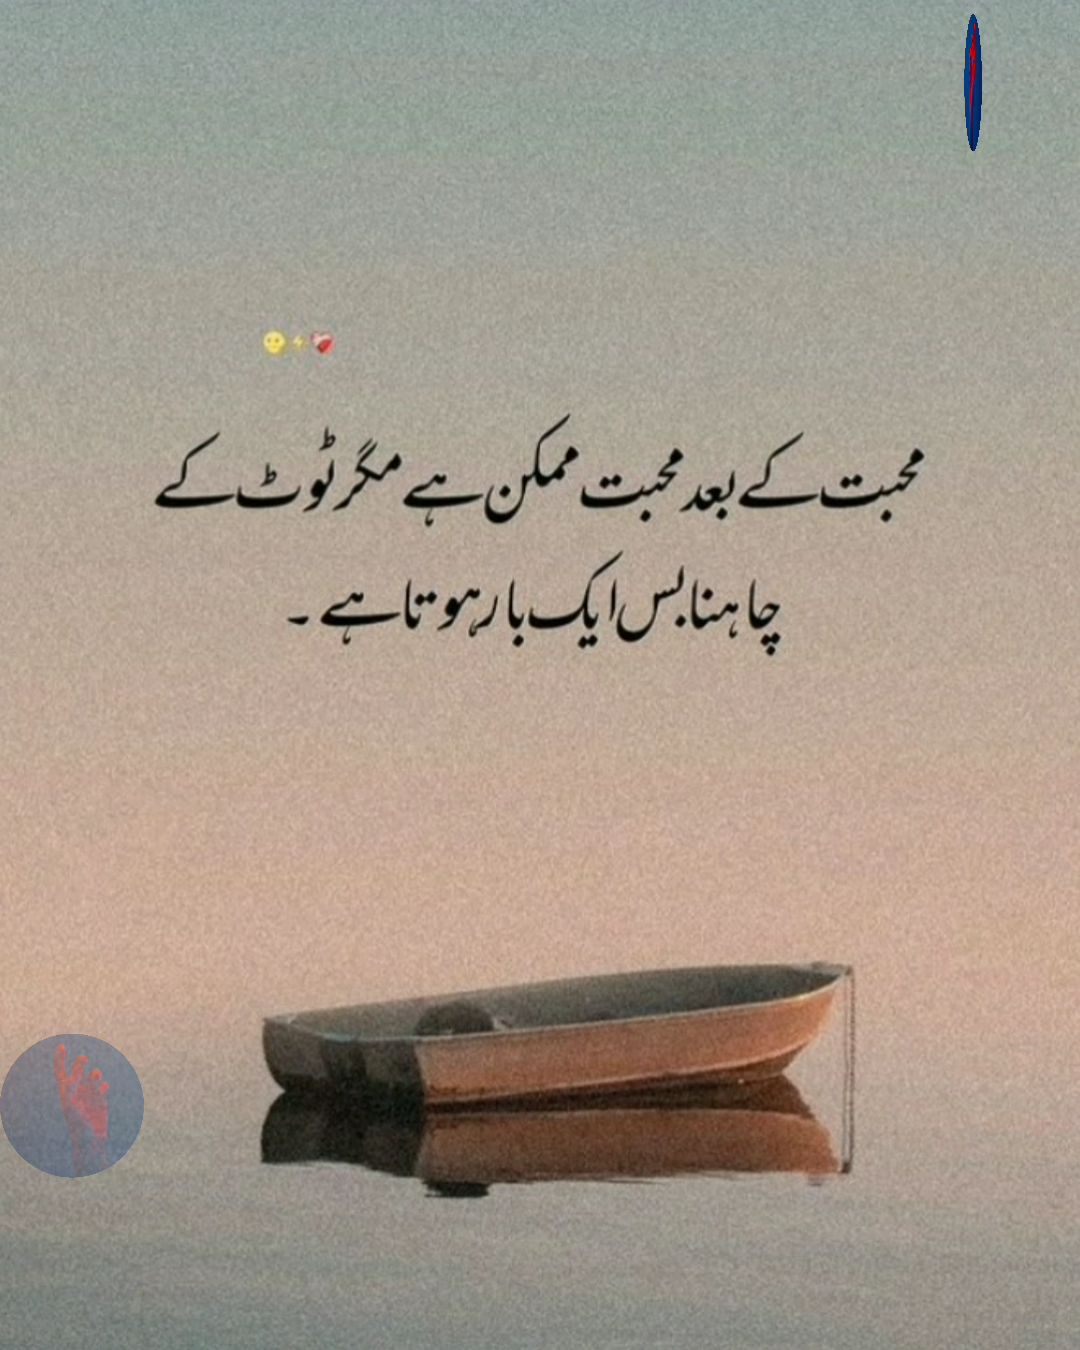 🙂⚡❤️‍🩹
محبت کے بعد محبت ممکن ہے مگر ٹوٹ کے
چاہنا بس ایک بار ہوتا ہے ۔